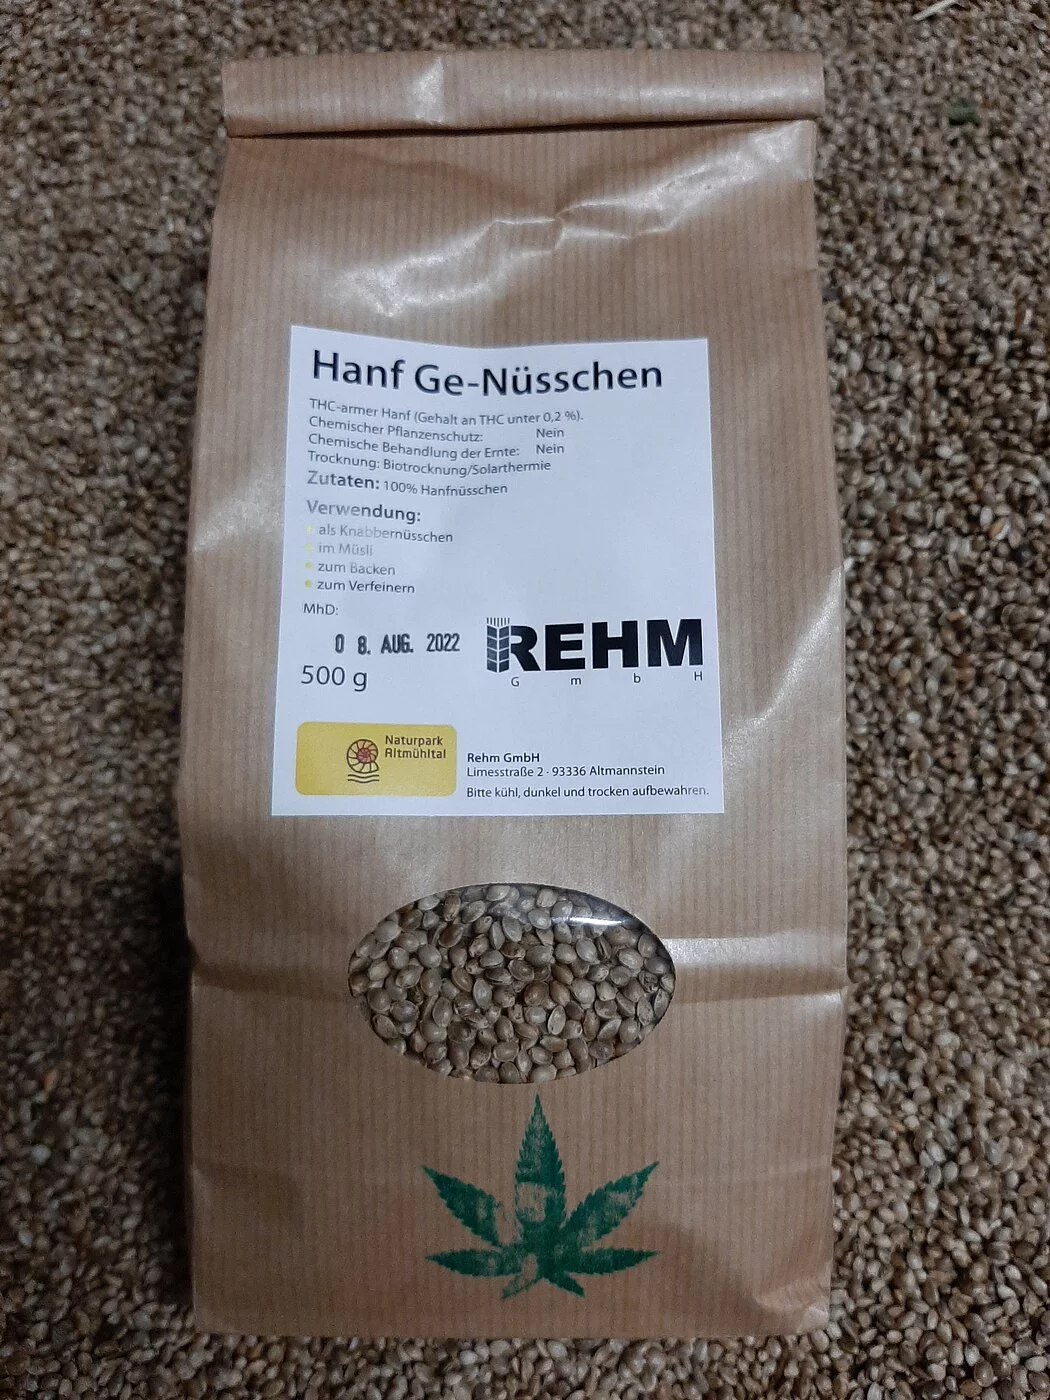 Hanf Ge-Nüsschen
THC-armer Hanf (Gehalt an THC unter 0,2 %).
Chemischer Pflanzenschutz: Nein
Chemische Behandlung der Ernte: Nein
Trocknung: Biotrocknung/Solarthermie
Zutaten: 100% Hanfnüsschen
Verwendung:
als Knabbernüsschen
im Müsli
zum Backen
zum Verfeinern
MhD:
08. AUG. 2022
500 g
REHM
GmbH
Naturpark
Altmühltal
Rehm GmbH
Limesstraße 2 · 93336 Altmannstein
Bitte kühl, dunkel und trocken aufbewahren.